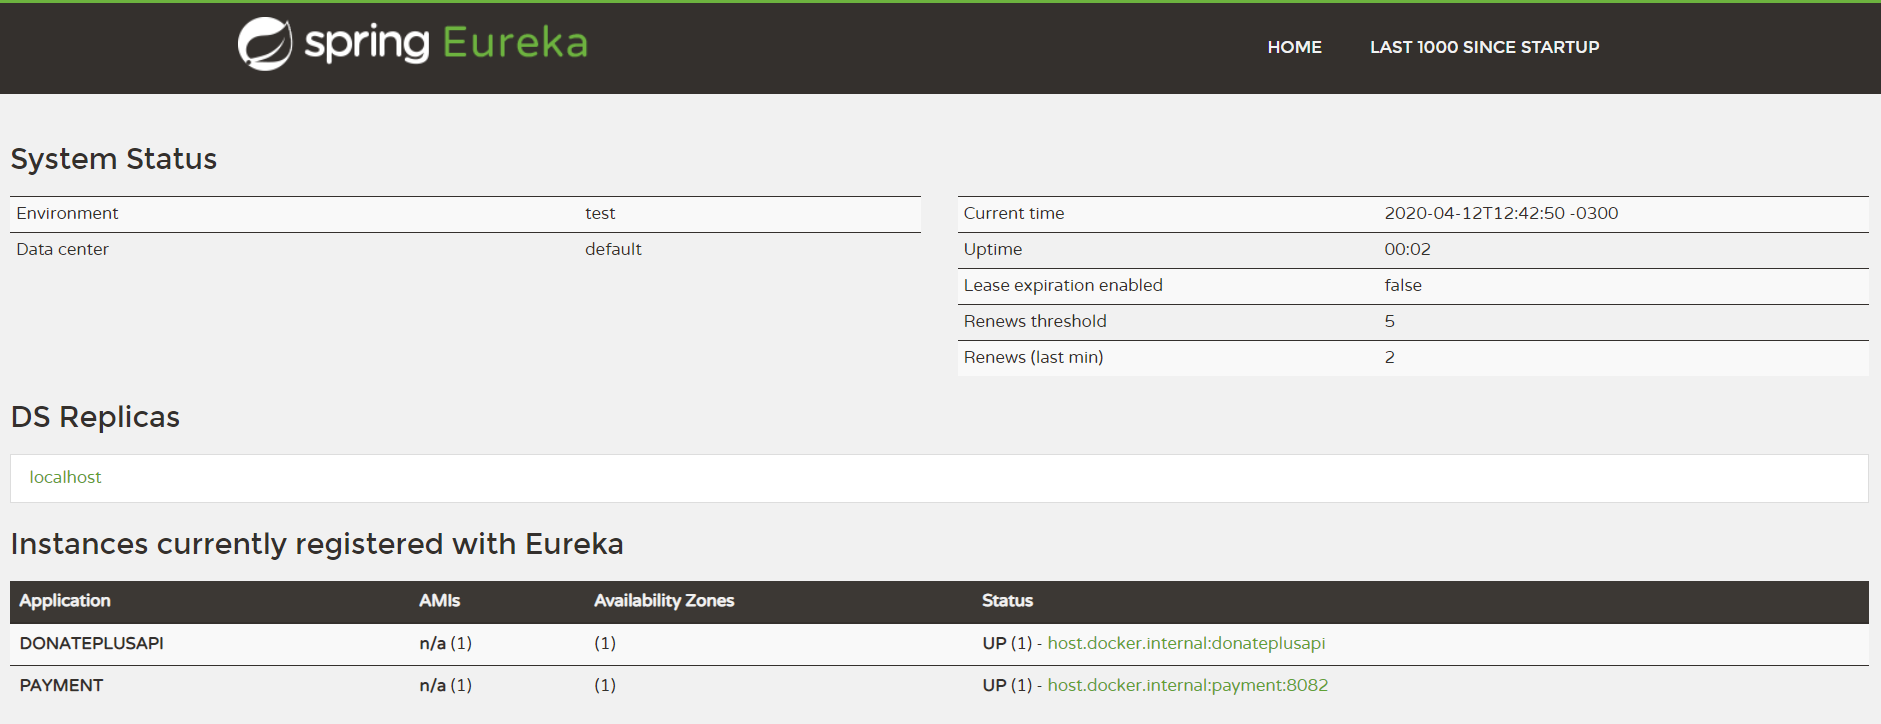 spring Eureka
HOME LAST 1000 SINCE STARTUP
System Status
Environment test
Data center default
Current time 2020-04-12T12:42:50 -0300
Uptime 00:02
Lease expiration enabled false
Renews threshold 5
Renews (last min) 2
DS Replicas
localhost
Instances currently registered with Eureka
Application AMIs Availability Zones Status
DONATEPLUSAPI n/a (1) (1) UP (1) - host.docker.internal:donateplusapi
PAYMENT n/a (1) (1) UP (1) - host.docker.internal:payment:8082